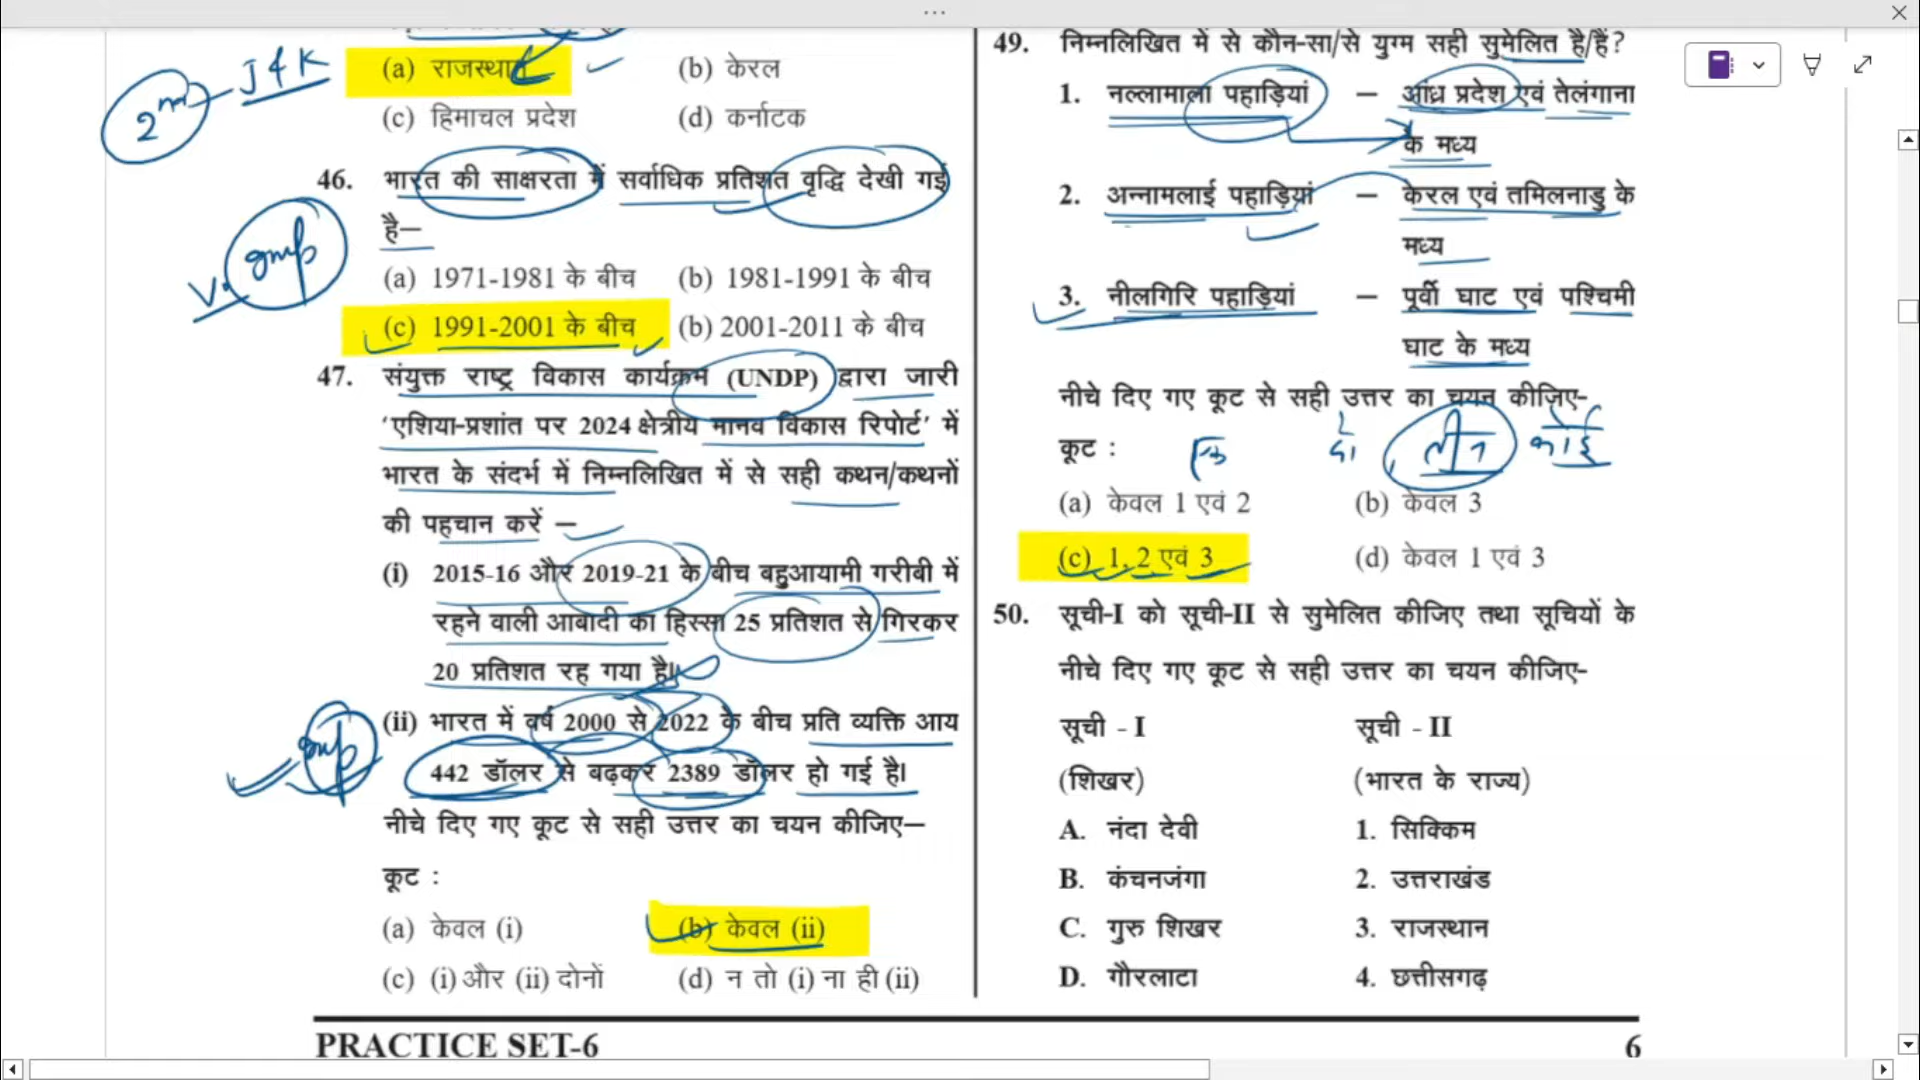 (a) राजस्थान (b) केरल
(c) हिमाचल प्रदेश (d) कर्नाटक
2nd J&K
46. भारत की साक्षरता में सर्वाधिक प्रतिशत वृद्धि देखी गई
है–
(a) 1971-1981 के बीच (b) 1981-1991 के बीच
(c) 1991-2001 के बीच (b) 2001-2011 के बीच
47. संयुक्त राष्ट्र विकास कार्यक्रम (UNDP) द्वारा जारी
'एशिया-प्रशांत पर 2024 क्षेत्रीय मानव विकास रिपोर्ट' में
भारत के संदर्भ में निम्नलिखित में से सही कथन/कथनों
की पहचान करें –
(i) 2015-16 और 2019-21 के बीच बहुआयामी गरीबी में
रहने वाली आबादी का हिस्सा 25 प्रतिशत से गिरकर
20 प्रतिशत रह गया है।
(ii) भारत में वर्ष 2000 से 2022 के बीच प्रति व्यक्ति आय
442 डॉलर से बढ़कर 2389 डॉलर हो गई है।
नीचे दिए गए कूट से सही उत्तर का चयन कीजिए–
कूट :
(a) केवल (i) (b) केवल (ii)
(c) (i) और (ii) दोनों (d) न तो (i) ना ही (ii)
49. निम्नलिखित में से कौन-सा/से युग्म सही सुमेलित है/हैं?
1. नल्लामाला पहाड़ियां – आंध्र प्रदेश एवं तेलंगाना
के मध्य
2. अन्नामलाई पहाड़ियां – केरल एवं तमिलनाडु के
मध्य
3. नीलगिरि पहाड़ियां – पूर्वी घाट एवं पश्चिमी
घाट के मध्य
नीचे दिए गए कूट से सही उत्तर का चयन कीजिए-
कूट : तीन कोई
(a) केवल 1 एवं 2 (b) केवल 3
(c) 1, 2 एवं 3 (d) केवल 1 एवं 3
50. सूची-I को सूची-II से सुमेलित कीजिए तथा सूचियों के
नीचे दिए गए कूट से सही उत्तर का चयन कीजिए-
सूची - I सूची - II
(शिखर) (भारत के राज्य)
A. नंदा देवी 1. सिक्किम
B. कंचनजंगा 2. उत्तराखंड
C. गुरु शिखर 3. राजस्थान
D. गौरलाटा 4. छत्तीसगढ़
PRACTICE SET-6 6